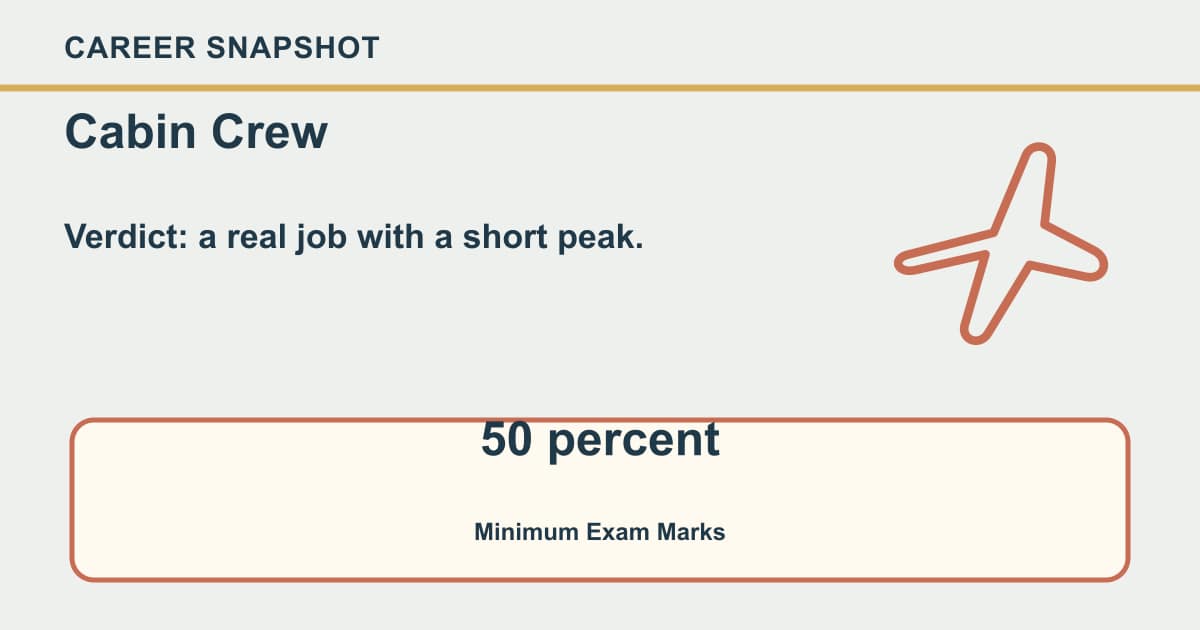 CAREER SNAPSHOT
Cabin Crew
Verdict: a real job with a short peak.
50 percent
Minimum Exam Marks